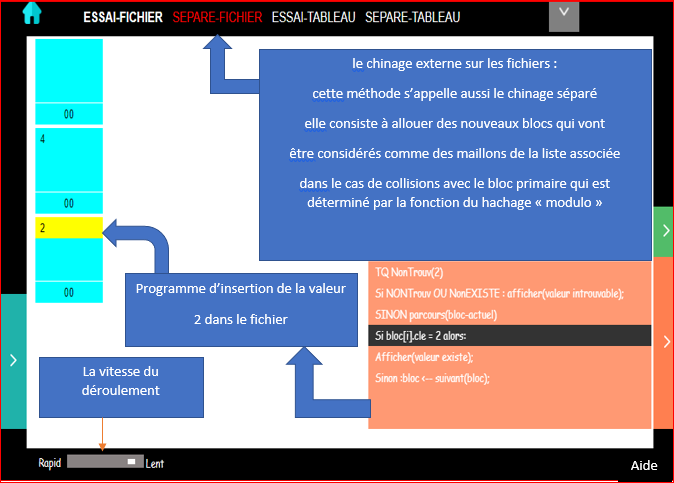 ESSAI-FICHIER SEPARE-FICHIER ESSAI-TABLEAU SEPARE-TABLEAU
le chinage externe sur les fichiers :
cette méthode s'appelle aussi le chinage séparé
elle consiste à allouer des nouveaux blocs qui vont
être considérés comme des maillons de la liste associée
dans le cas de collisions avec le bloc primaire qui est
déterminé par la fonction du hachage « modulo »
00
4
00
2
00
Programme d'insertion de la valeur
2 dans le fichier
TQ NonTrouv(2)
Si NONTrouv OU NonEXISTE : afficher(valeur introuvable);
SINON parcours(bloc-actuel)
Si bloc[i].cle = 2 alors:
Afficher(valeur existe);
Sinon :bloc <-- suivant(bloc);
La vitesse du
déroulement
Rapid Lent
Aide